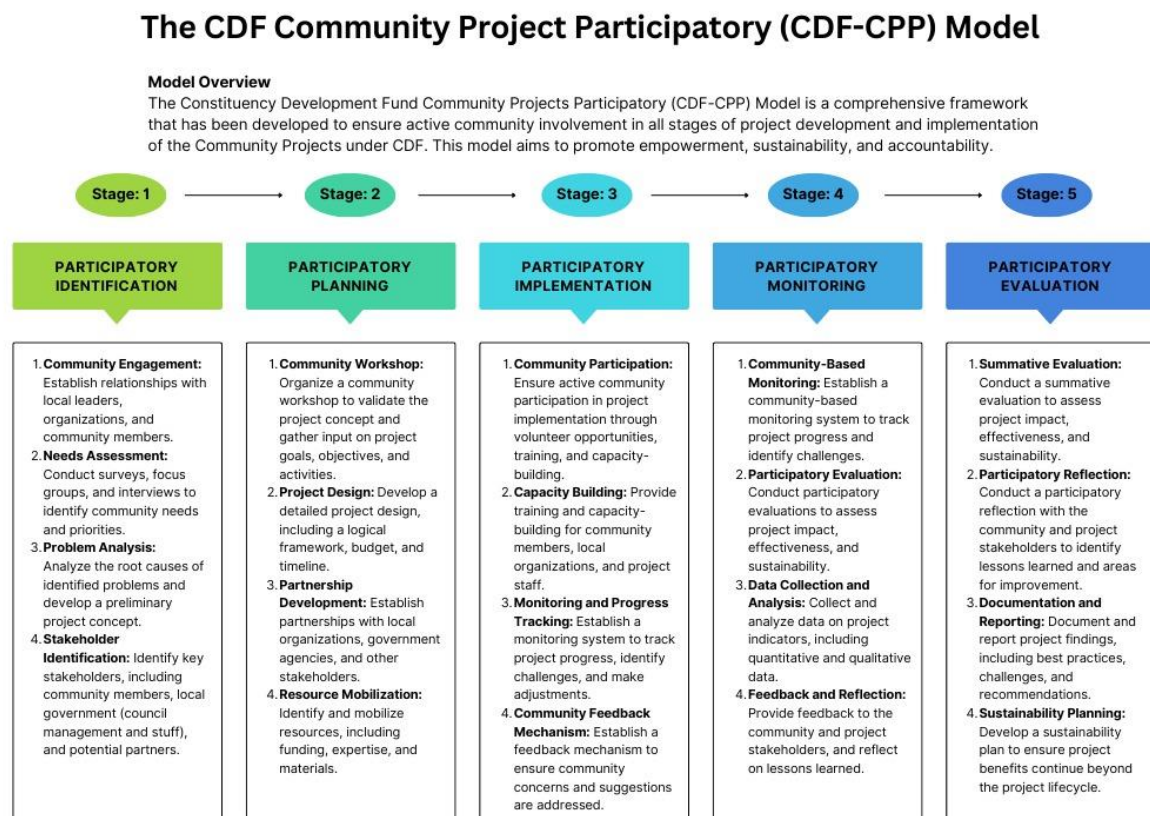 The CDF Community Project Participatory (CDF-CPP) Model
Model Overview
The Constituency Development Fund Community Projects Participatory (CDF-CPP) Model is a comprehensive framework
that has been developed to ensure active community involvement in all stages of project development and implementation
of the Community Projects under CDF. This model aims to promote empowerment, sustainability, and accountability.
Stage: 1
Stage: 2
Stage: 3
Stage: 4
Stage: 5
PARTICIPATORY
IDENTIFICATION
PARTICIPATORY
PLANNING
PARTICIPATORY
IMPLEMENTATION
PARTICIPATORY
MONITORING
PARTICIPATORY
EVALUATION
1. Community Engagement:
Establish relationships with
local leaders,
organizations, and
community members.
2. Needs Assessment:
Conduct surveys, focus
groups, and interviews to
identify community needs
and priorities.
3. Problem Analysis:
Analyze the root causes of
identified problems and
develop a preliminary
project concept.
4. Stakeholder
Identification: Identify key
stakeholders, including
community members, local
government (council
management and stuff),
and potential partners.
1. Community Workshop:
Organize a community
workshop to validate the
project concept and
gather input on project
goals, objectives, and
activities.
2. Project Design: Develop a
detailed project design,
including a logical
framework, budget, and
timeline.
3. Partnership
Development: Establish
partnerships with local
organizations, government
agencies, and other
stakeholders.
4. Resource Mobilization:
Identify and mobilize
resources, including
funding, expertise, and
materials.
1. Community Participation:
Ensure active community
participation in project
implementation through
volunteer opportunities,
training, and capacity-
building.
2. Capacity Building: Provide
training and capacity-
building for community
members, local
organizations, and project
staff.
3. Monitoring and Progress
Tracking: Establish a
monitoring system to track
project progress, identify
challenges, and make
adjustments.
4. Community Feedback
Mechanism: Establish a
feedback mechanism to
ensure community
concerns and suggestions
are addressed.
1. Community-Based
Monitoring: Establish a
community-based
monitoring system to track
project progress and
identify challenges.
2. Participatory Evaluation:
Conduct participatory
evaluations to assess
project impact,
effectiveness, and
sustainability.
3. Data Collection and
Analysis: Collect and
analyze data on project
indicators, including
quantitative and qualitative
data.
4. Feedback and Reflection:
Provide feedback to the
community and project
stakeholders, and reflect
on lessons learned.
1. Summative Evaluation:
Conduct a summative
evaluation to assess
project impact,
effectiveness, and
sustainability.
2. Participatory Reflection:
Conduct a participatory
reflection with the
community and project
stakeholders to identify
lessons learned and areas
for improvement.
3. Documentation and
Reporting: Document and
report project findings,
including best practices,
challenges, and
recommendations.
4. Sustainability Planning:
Develop a sustainability
plan to ensure project
benefits continue beyond
the project lifecycle.